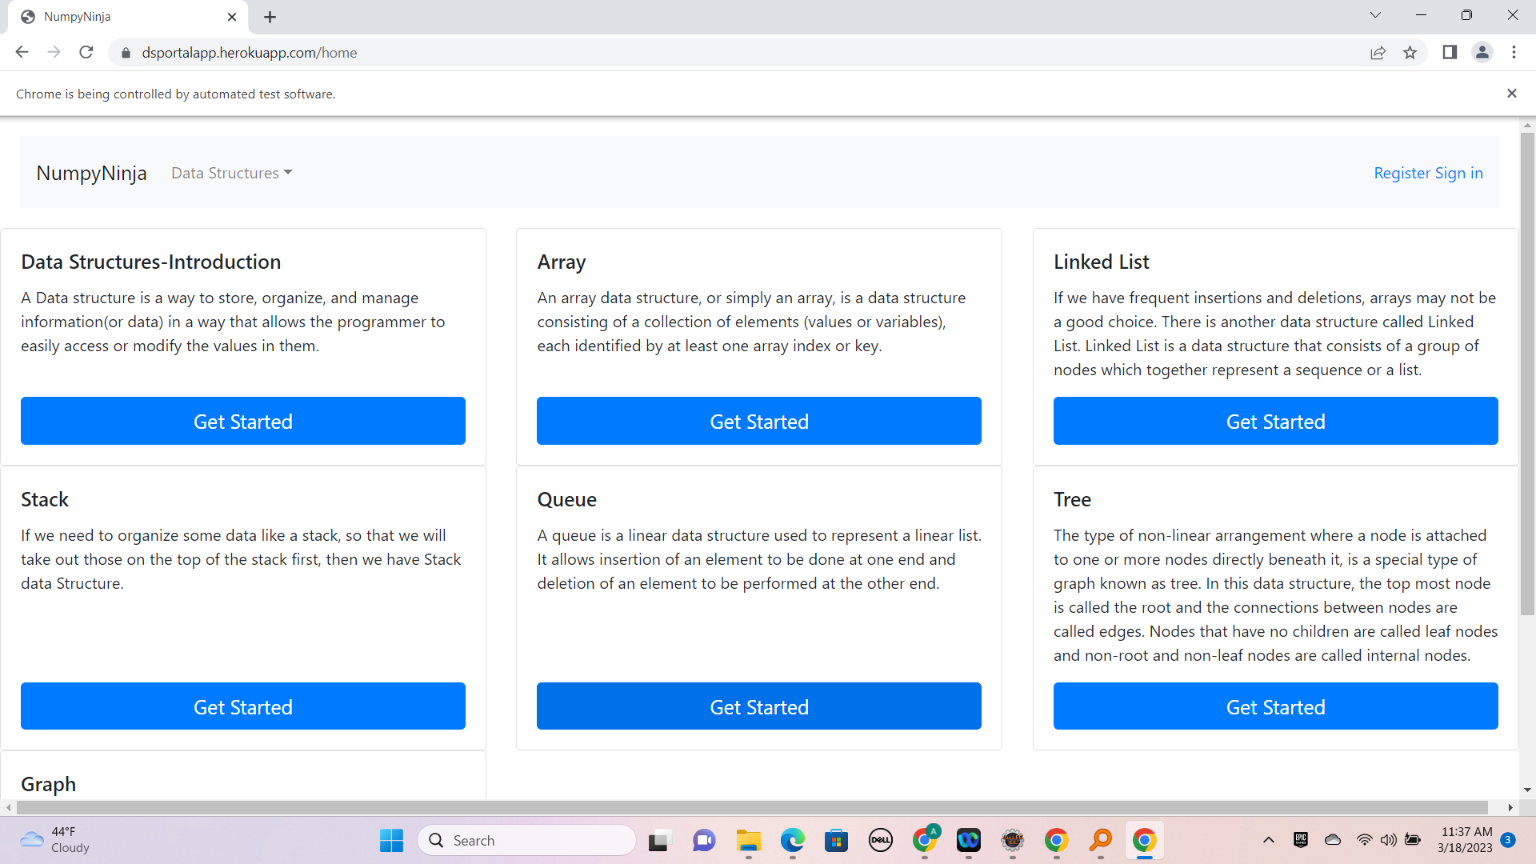 NumpyNinja
dsportalapp.herokuapp.com/home
Chrome is being controlled by automated test software.
NumpyNinja Data Structures Register Sign in
Data Structures-Introduction
A Data structure is a way to store, organize, and manage
information(or data) in a way that allows the programmer to
easily access or modify the values in them.
Get Started
Array
An array data structure, or simply an array, is a data structure
consisting of a collection of elements (values or variables),
each identified by at least one array index or key.
Get Started
Linked List
If we have frequent insertions and deletions, arrays may not be
a good choice. There is another data structure called Linked
List. Linked List is a data structure that consists of a group of
nodes which together represent a sequence or a list.
Get Started
Stack
If we need to organize some data like a stack, so that we will
take out those on the top of the stack first, then we have Stack
data Structure.
Get Started
Queue
A queue is a linear data structure used to represent a linear list.
It allows insertion of an element to be done at one end and
deletion of an element to be performed at the other end.
Get Started
Tree
The type of non-linear arrangement where a node is attached
to one or more nodes directly beneath it, is a special type of
graph known as tree. In this data structure, the top most node
is called the root and the connections between nodes are
called edges. Nodes that have no children are called leaf nodes
and non-root and non-leaf nodes are called internal nodes.
Get Started
Graph
44°F
Cloudy
Search
DELL
A
EPIC
11:37 AM
3/18/2023
3